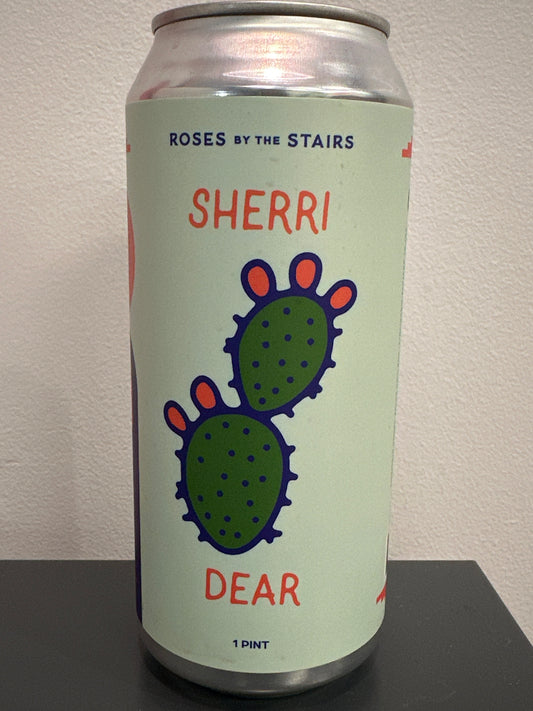 ROSES BY THE STAIRS
SHERRI
DEAR
1 PINT